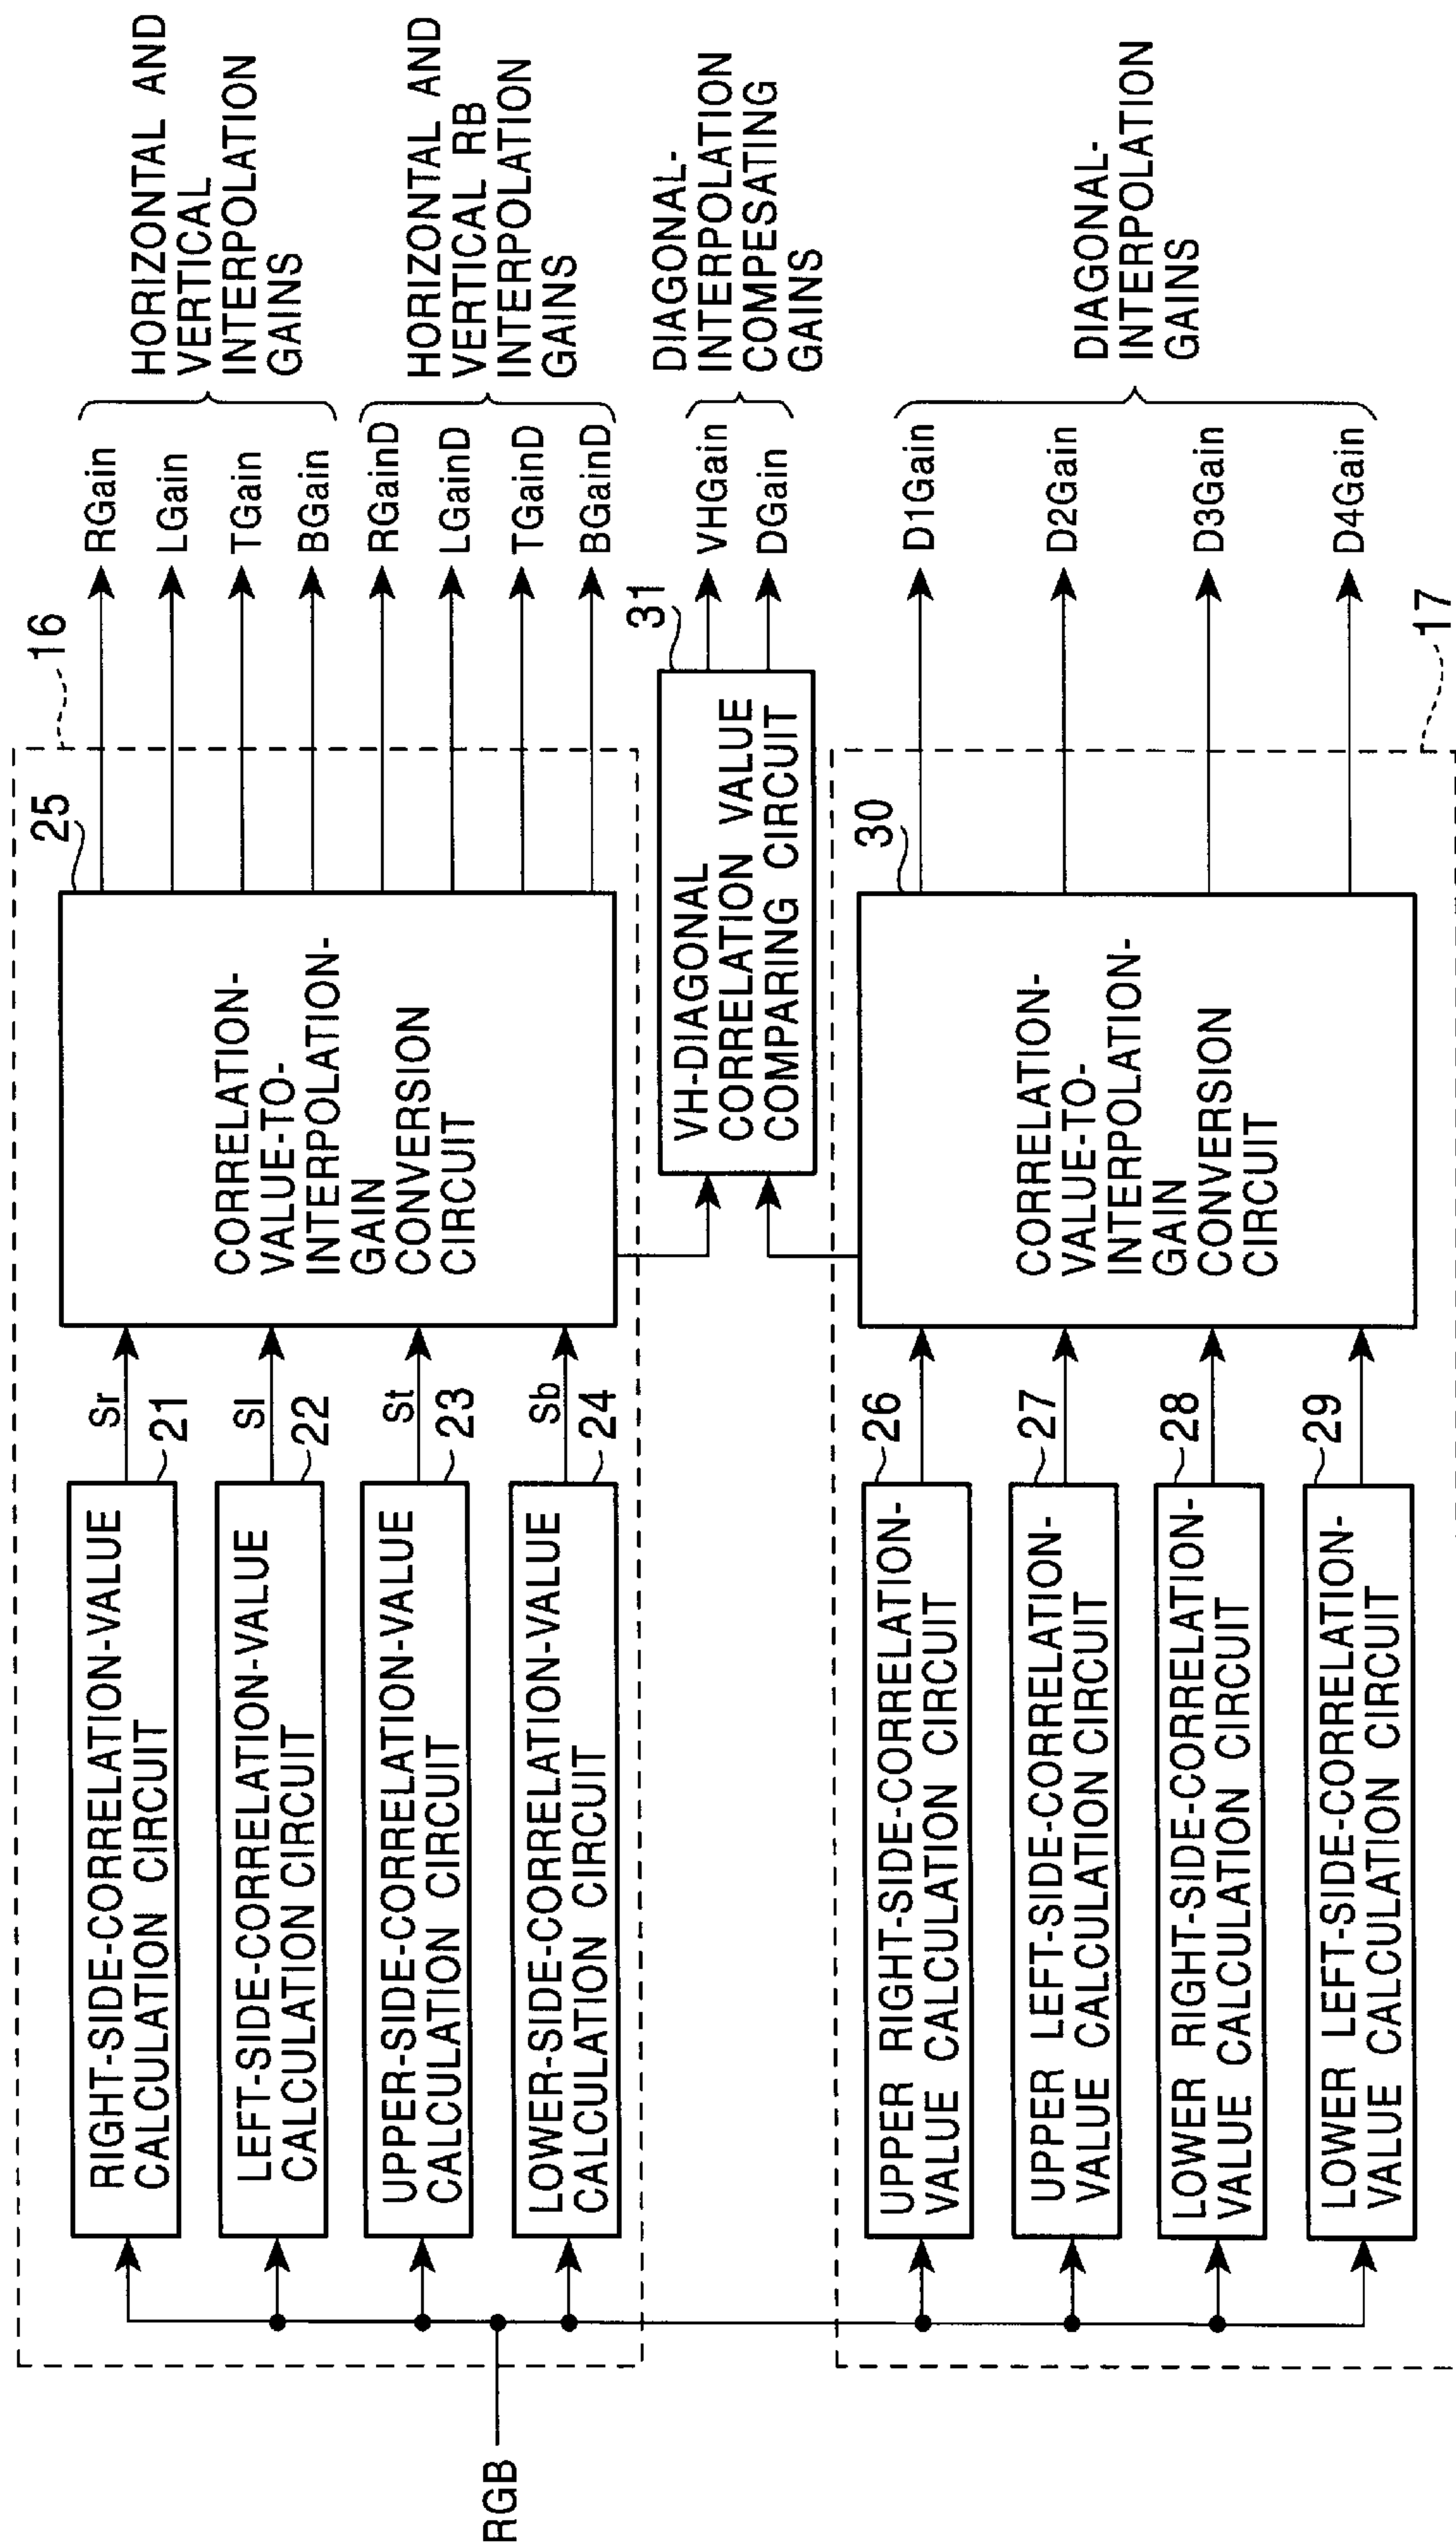 RGB
16
RIGHT-SIDE-CORRELATION-VALUE
CALCULATION CIRCUIT
21
Sr
LEFT-SIDE-CORRELATION-VALUE
CALCULATION CIRCUIT
22
Sl
UPPER-SIDE-CORRELATION-VALUE
CALCULATION CIRCUIT
23
St
LOWER-SIDE-CORRELATION-VALUE
CALCULATION CIRCUIT
24
Sb
25
CORRELATION-
VALUE-TO-
INTERPOLATION-
GAIN
CONVERSION
CIRCUIT
RGain
LGain
TGain
BGain
HORIZONTAL AND
VERTICAL
INTERPOLATION
GAINS
RGainD
LGainD
TGainD
BGainD
HORIZONTAL AND
VERTICAL RB
INTERPOLATION
GAINS
31
VH-DIAGONAL
CORRELATION VALUE
COMPARING CIRCUIT
VHGain
DGain
DIAGONAL-
INTERPOLATION
COMPESATING
GAINS
UPPER RIGHT-SIDE-CORRELATION-
VALUE CALCULATION CIRCUIT
26
UPPER LEFT-SIDE-CORRELATION-
VALUE CALCULATION CIRCUIT
27
LOWER RIGHT-SIDE-CORRELATION-
VALUE CALCULATION CIRCUIT
28
LOWER LEFT-SIDE-CORRELATION-
VALUE CALCULATION CIRCUIT
29
30
CORRELATION-
VALUE-TO-
INTERPOLATION-
GAIN
CONVERSION
CIRCUIT
D1Gain
D2Gain
D3Gain
D4Gain
DIAGONAL-
INTERPOLATION
GAINS
17